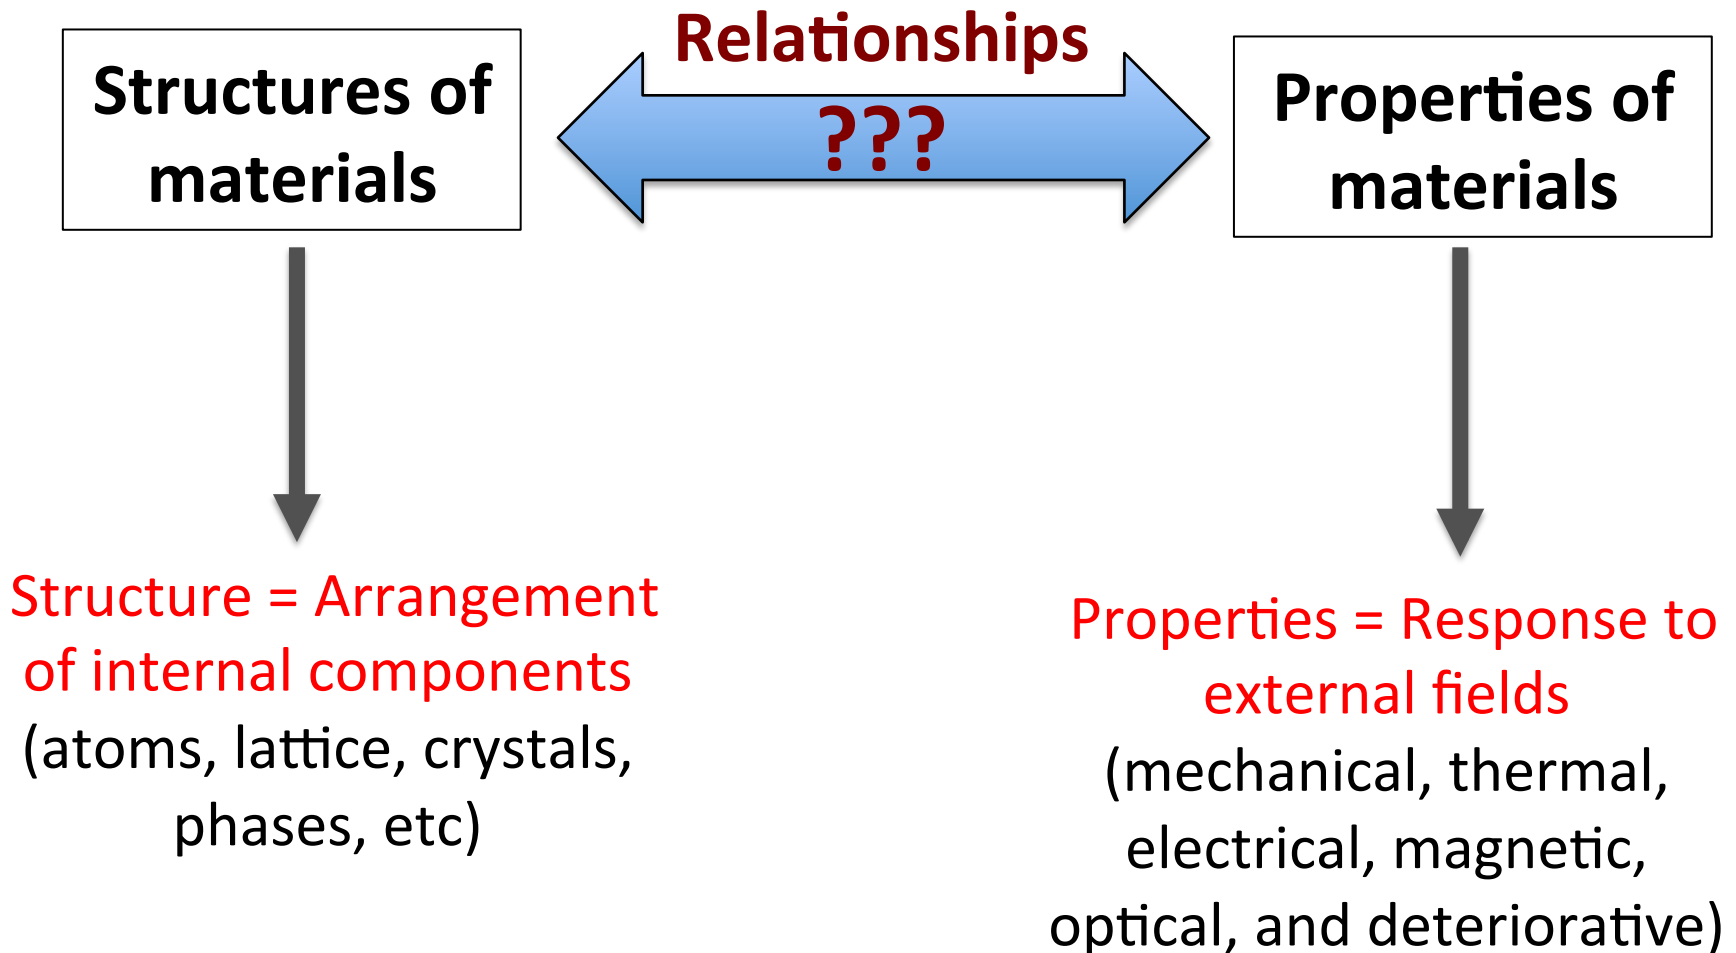 Structures of
materials
Relationships
???
Properties of
materials
Structure = Arrangement
of internal components
(atoms, lattice, crystals,
phases, etc)
Properties = Response to
external fields
(mechanical, thermal,
electrical, magnetic,
optical, and deteriorative)